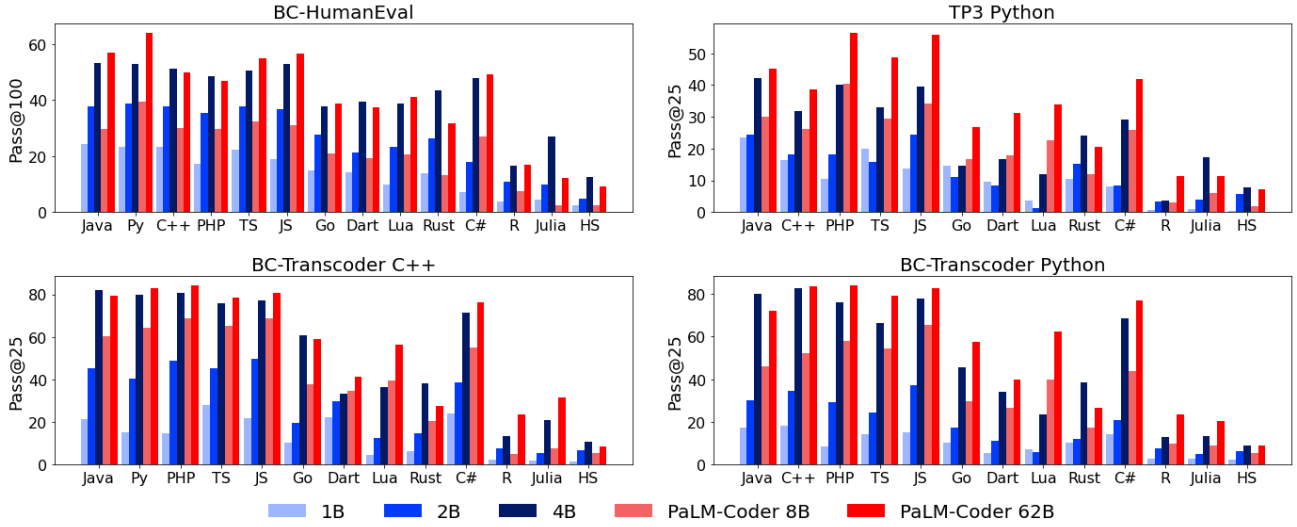 BC-HumanEval
Pass@100
60
40
20
0
Java Py C++ PHP TS JS Go Dart Lua Rust C# R Julia HS
TP3 Python
Pass@25
50
40
30
20
10
0
Java C++ PHP TS JS Go Dart Lua Rust C# R Julia HS
BC-Transcoder C++
Pass@25
80
60
40
20
0
Java Py PHP TS JS Go Dart Lua Rust C# R Julia HS
BC-Transcoder Python
Pass@25
80
60
40
20
0
Java C++ PHP TS JS Go Dart Lua Rust C# R Julia HS
1B 2B 4B PaLM-Coder 8B PaLM-Coder 62B